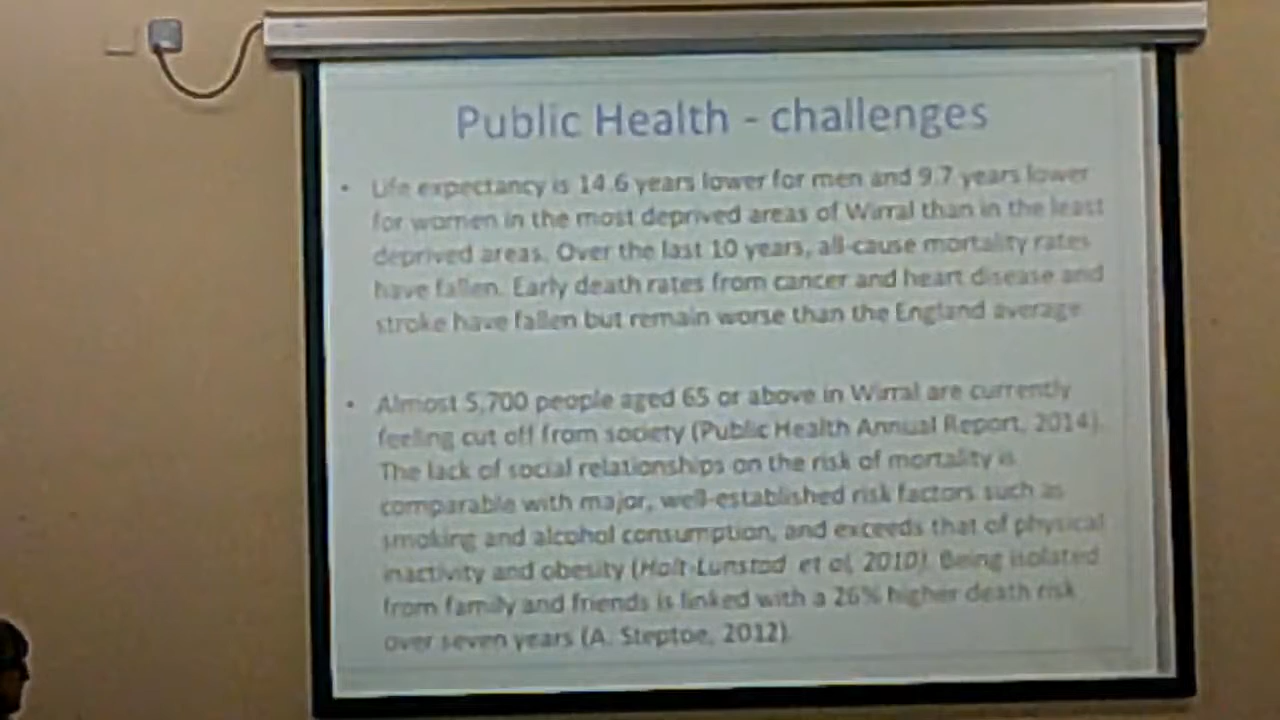 Public Health - challenges
• Life expectancy is 14.6 years lower for men and 9.7 years lower
for women in the most deprived areas of Wirral than in the least
deprived areas. Over the last 10 years, all-cause mortality rates
have fallen. Early death rates from cancer and heart disease and
stroke have fallen but remain worse than the England average
• Almost 5,700 people aged 65 or above in Wirral are currently
feeling cut off from society (Public Health Annual Report, 2014).
The lack of social relationships on the risk of mortality is
comparable with major, well-established risk factors such as
smoking and alcohol consumption, and exceeds that of physical
inactivity and obesity (Holt-Lunstad et al, 2010). Being isolated
from family and friends is linked with a 26% higher death risk
over seven years (A. Steptoe, 2012).